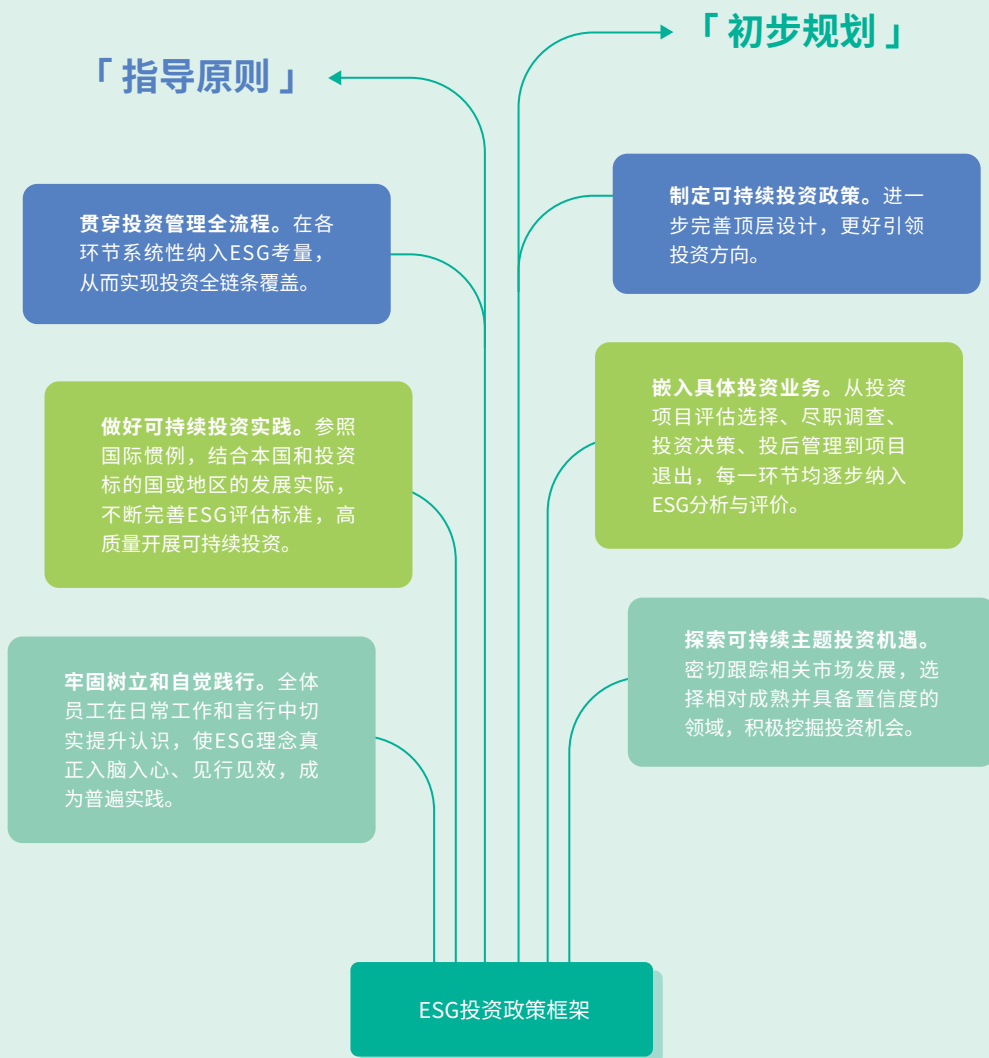 「 指导原则 」
贯穿投资管理全流程。在各
环节系统性纳入ESG考量，
从而实现投资全链条覆盖。
做好可持续投资实践。参照
国际惯例，结合本国和投资
标的国或地区的发展实际，
不断完善ESG评估标准，高
质量开展可持续投资。
牢固树立和自觉践行。全体
员工在日常工作和言行中切
实提升认识，使ESG理念真
正入脑入心、见行见效，成
为普遍实践。
「 初步规划 」
制定可持续投资政策。进一
步完善顶层设计，更好引领
投资方向。
嵌入具体投资业务。从投资
项目评估选择、尽职调查、
投资决策、投后管理到项目
退出，每一环节均逐步纳入
ESG分析与评价。
探索可持续主题投资机遇。
密切跟踪相关市场发展，选
择相对成熟并具备置信度的
领域，积极挖掘投资机会。
ESG投资政策框架